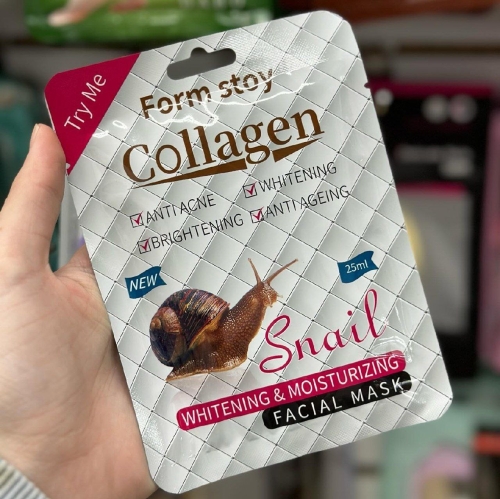 Try Me
Form stoy
Collagen
ANTI ACNE
WHITENING
BRIGHTENING
ANTI AGEING
NEW
25ml
Snail
WHITENING & MOISTURIZING
FACIAL MASK